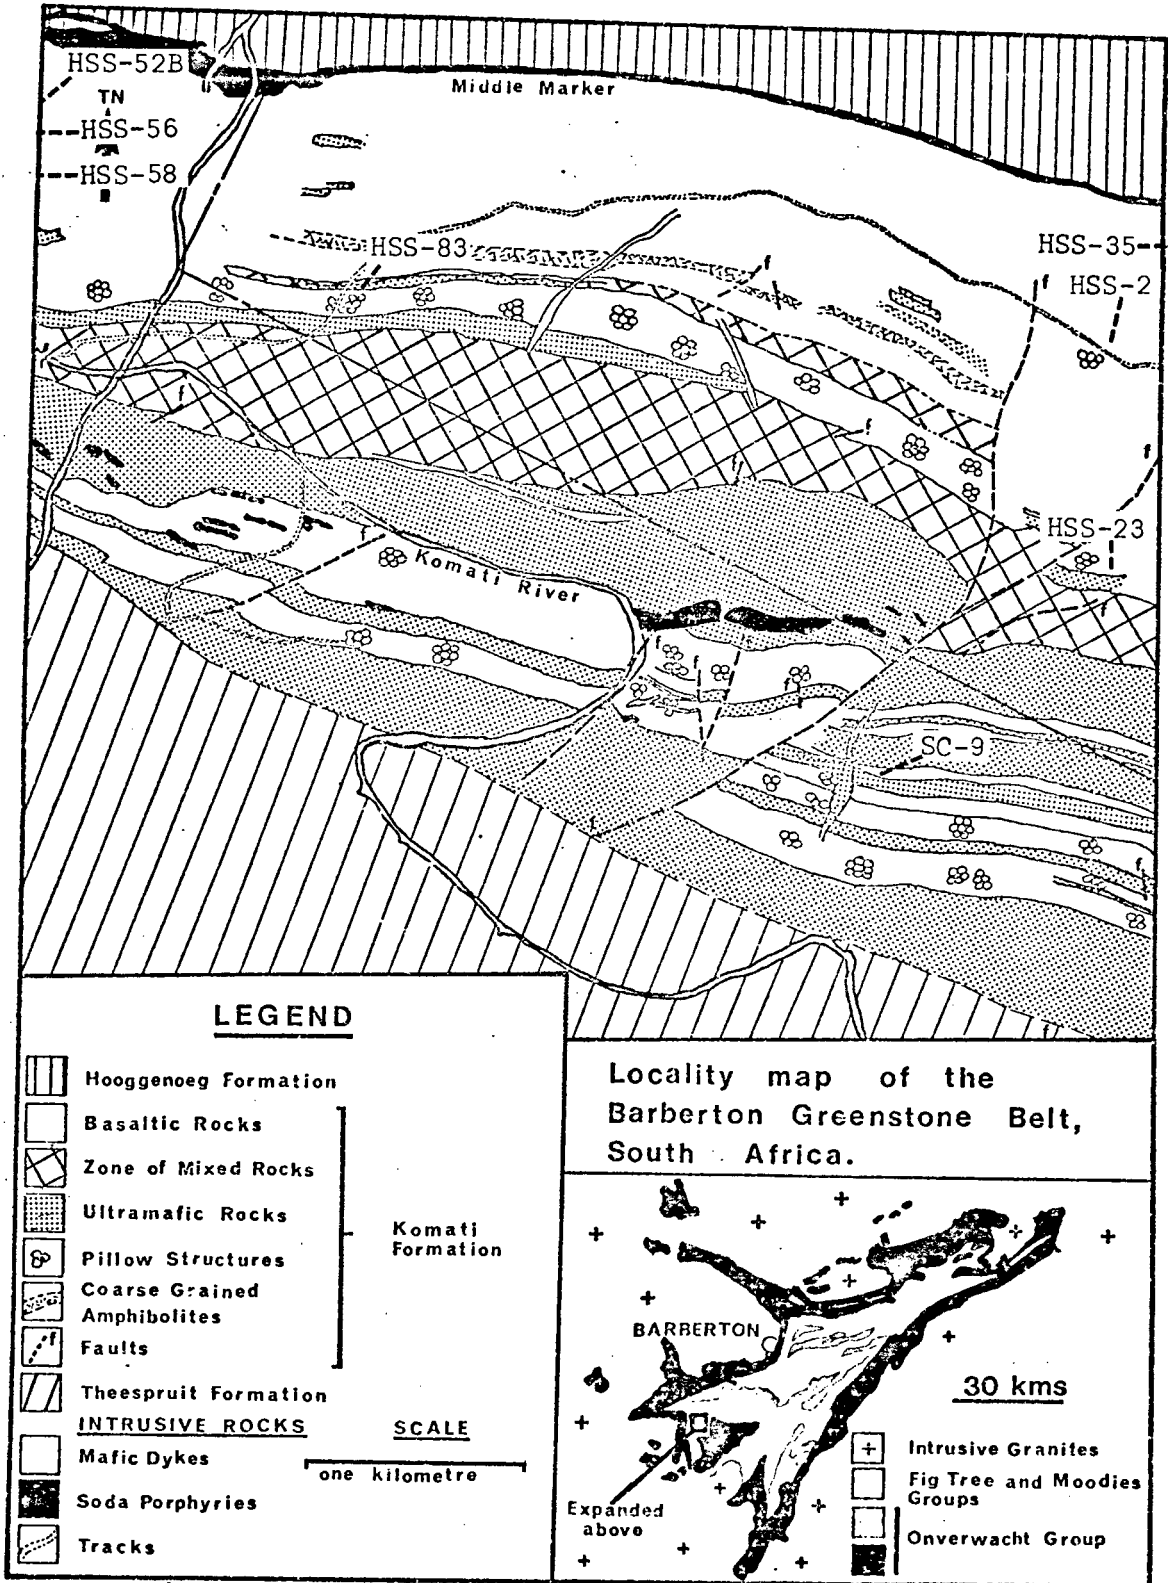 HSS-52B
Middle Marker
TN
HSS-56
HSS-58
HSS-83
HSS-35
f
HSS-2
f
f
f
f
f
f
HSS-23
f
Komati River
f
f
f
f
SC-9
f
f
LEGEND
Hooggenoeg Formation
Basaltic Rocks
Zone of Mixed Rocks
Ultramafic Rocks
Pillow Structures
Coarse Grained
Amphibolites
f
Faults
Komati
Formation
Theespruit Formation
INTRUSIVE ROCKS
Mafic Dykes
Soda Porphyries
Tracks
SCALE
one kilometre
Locality map of the
Barberton Greenstone Belt,
South Africa.
BARBERTON
30 kms
Expanded
above
Intrusive Granites
Fig Tree and Moodies
Groups
Onverwacht Group